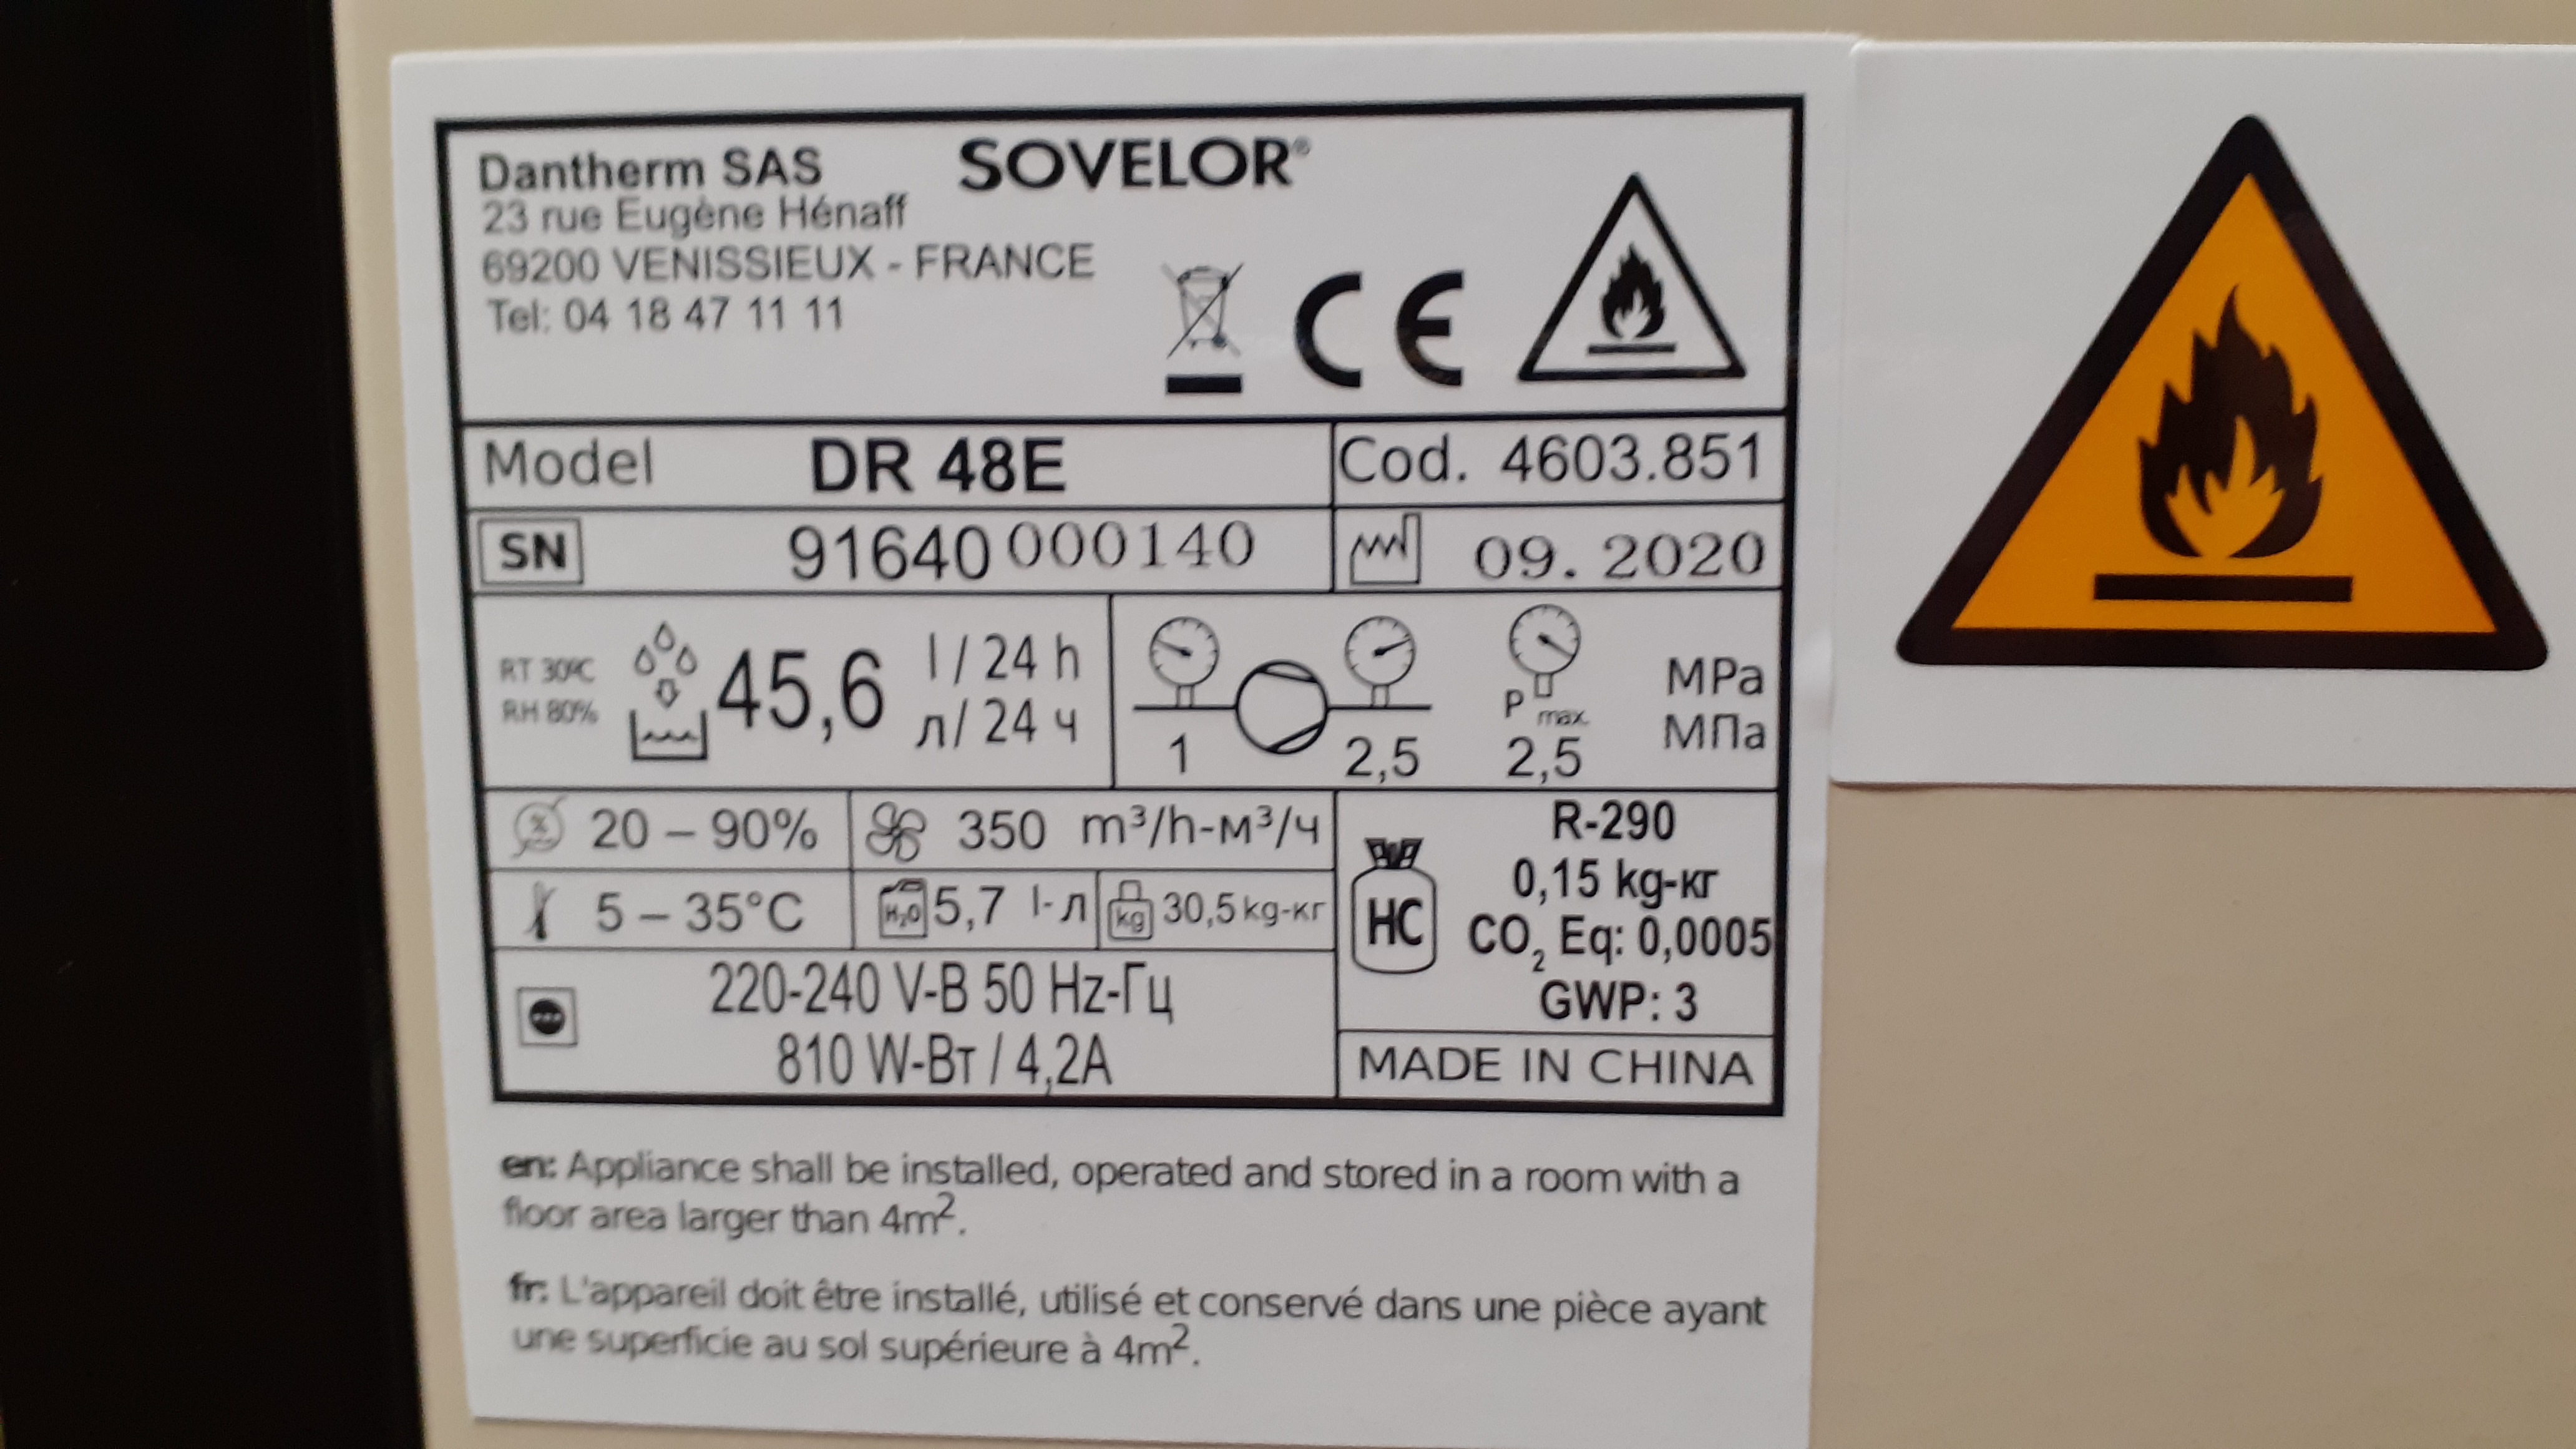 Dantherm SAS SOVELOR®
23 rue Eugène Hénaff
69200 VENISSIEUX - FRANCE
Tel: 04 18 47 11 11
CE
Model DR 48E Cod. 4603.851
SN 91640000140 09.2020
RT 30ºC
RH 80%
45,6 l / 24 h
л/ 24 ч
1 2,5 P max. 2,5 MPa
МПа
% 20 – 90% 350 m³/h-м³/ч
5 – 35°C H₂O 5,7 l-л kg 30,5 kg-кг
HC
R-290
0,15 kg-кг
CO₂ Eq: 0,0005
GWP: 3
220-240 V-В 50 Hz-Гц
810 W-Вт / 4,2A
MADE IN CHINA
en: Appliance shall be installed, operated and stored in a room with a
floor area larger than 4m².
fr: L'appareil doit être installé, utilisé et conservé dans une pièce ayant
une superficie au sol supérieure à 4m².